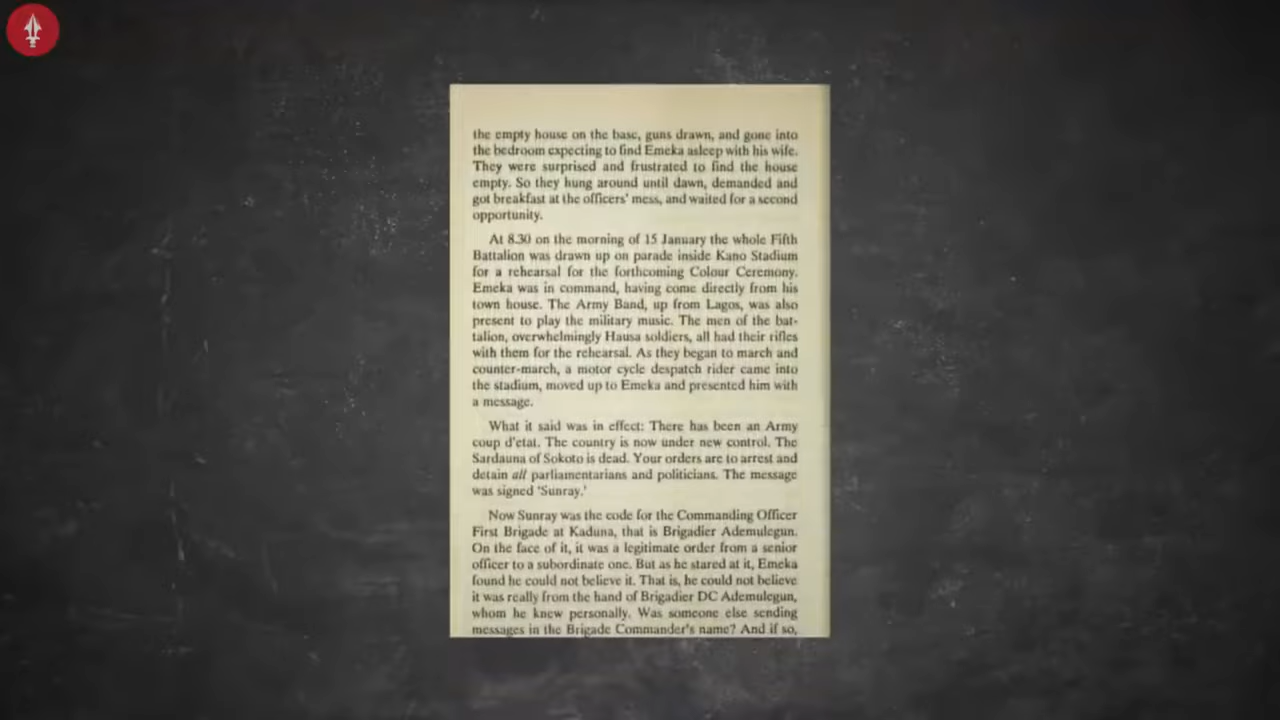 the empty house on the base, guns drawn, and gone into
the bedroom expecting to find Emeka asleep with his wife.
They were surprised and frustrated to find the house
empty. So they hung around until dawn, demanded and
got breakfast at the officers' mess, and waited for a second
opportunity.
At 8.30 on the morning of 15 January the whole Fifth
Battalion was drawn up on parade inside Kano Stadium
for a rehearsal for the forthcoming Colour Ceremony.
Emeka was in command, having come directly from his
town house. The Army Band, up from Lagos, was also
present to play the military music. The men of the bat-
talion, overwhelmingly Hausa soldiers, all had their rifles
with them for the rehearsal. As they began to march and
counter-march, a motor cycle despatch rider came into
the stadium, moved up to Emeka and presented him with
a message.
What it said was in effect: There has been an Army
coup d'etat. The country is now under new control. The
Sardauna of Sokoto is dead. Your orders are to arrest and
detain all parliamentarians and politicians. The message
was signed 'Sunray.'
Now Sunray was the code for the Commanding Officer
First Brigade at Kaduna, that is Brigadier Ademulegun.
On the face of it, it was a legitimate order from a senior
officer to a subordinate one. But as he stared at it, Emeka
found he could not believe it. That is, he could not believe
it was really from the hand of Brigadier DC Ademulegun,
whom he knew personally. Was someone else sending
messages in the Brigade Commander's name? And if so,